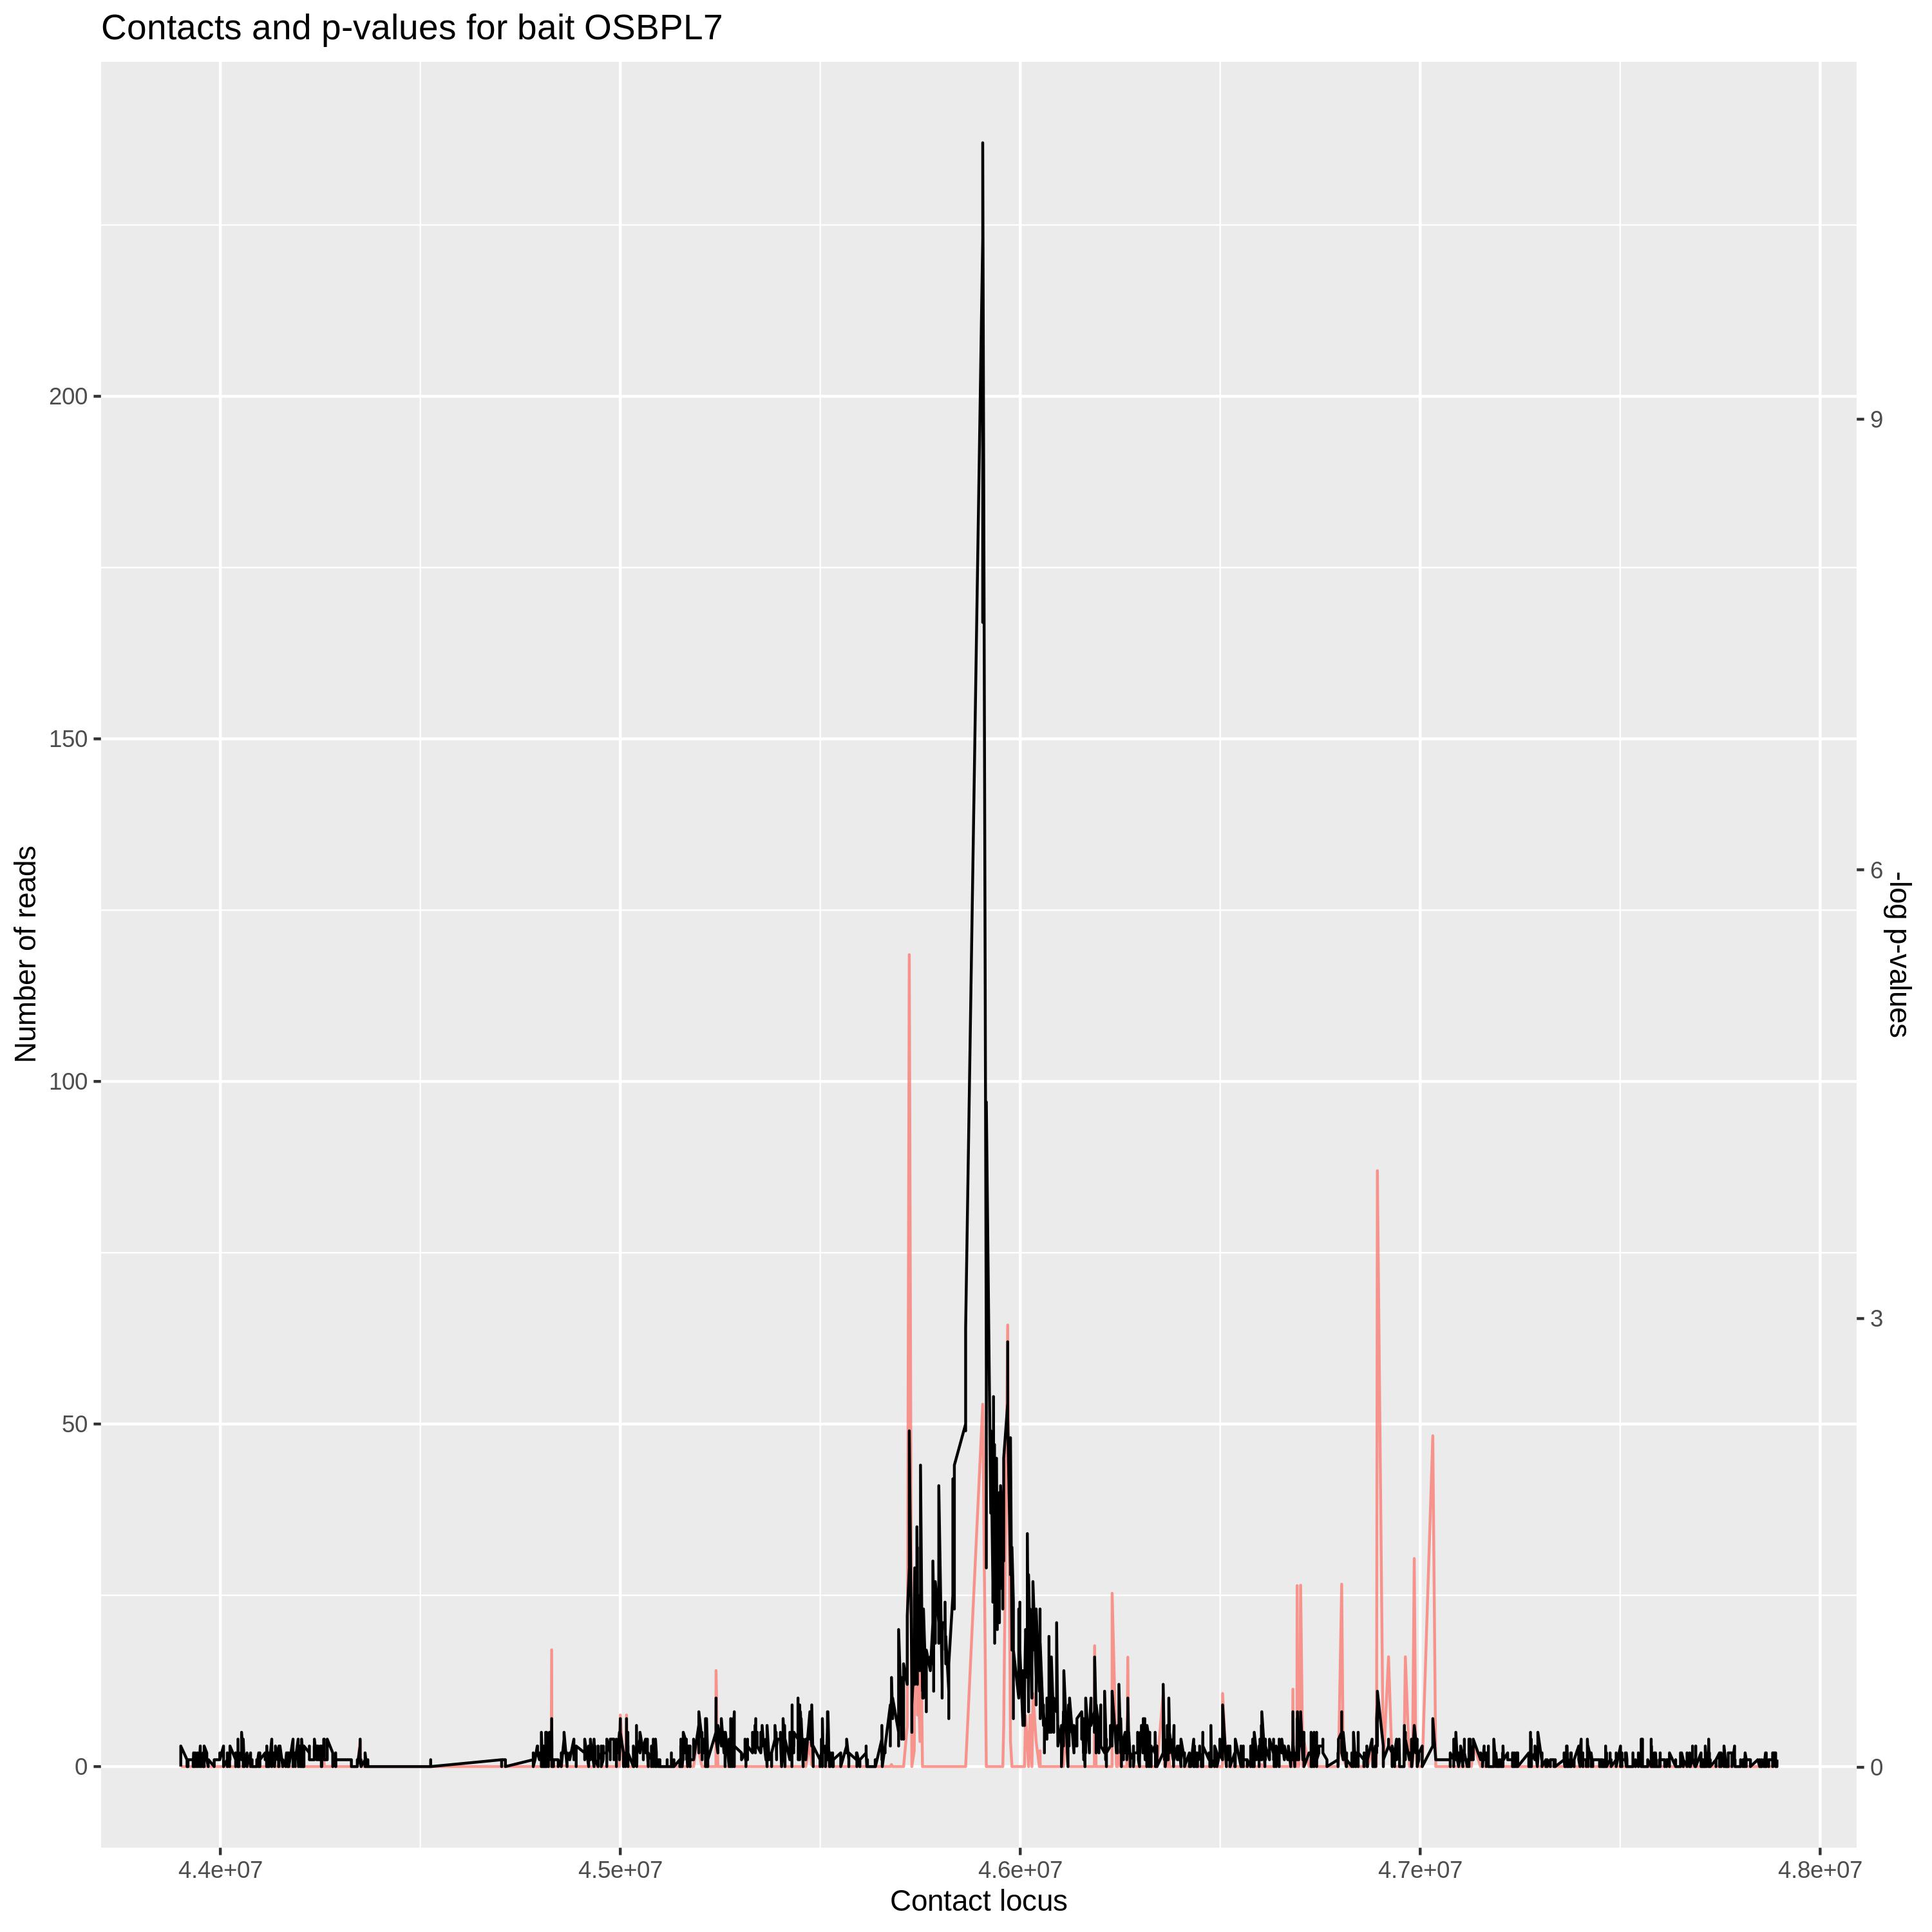 Contacts and p-values for bait OSBPL7
Number of reads
200
150
100
50
0
9
6
3
0
-log p-values
4.4e+07
4.5e+07
4.6e+07
4.7e+07
4.8e+07
Contact locus